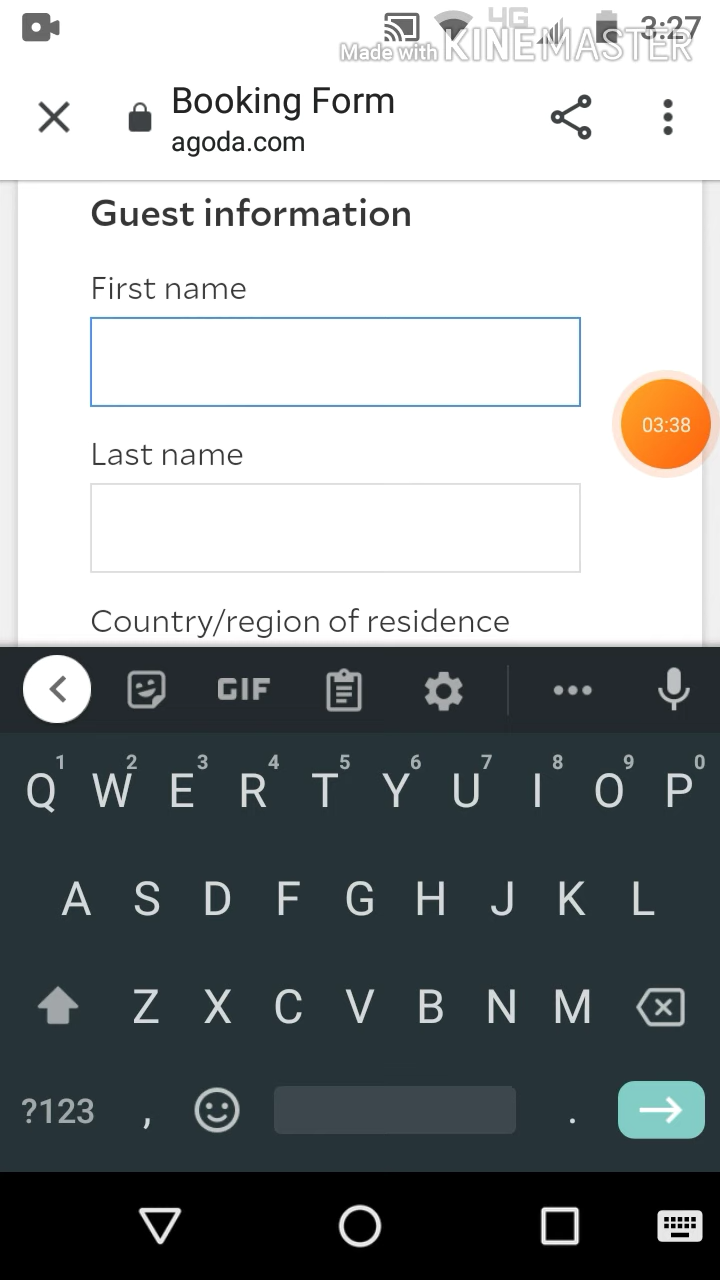 4G 3:27
Made with KINEMASTER
Booking Form
agoda.com
Guest information
First name
03:38
Last name
Country/region of residence
GIF
1 2 3 4 5 6 7 8 9 0
Q W E R T Y U I O P
A S D F G H J K L
Z X C V B N M
?123 , .